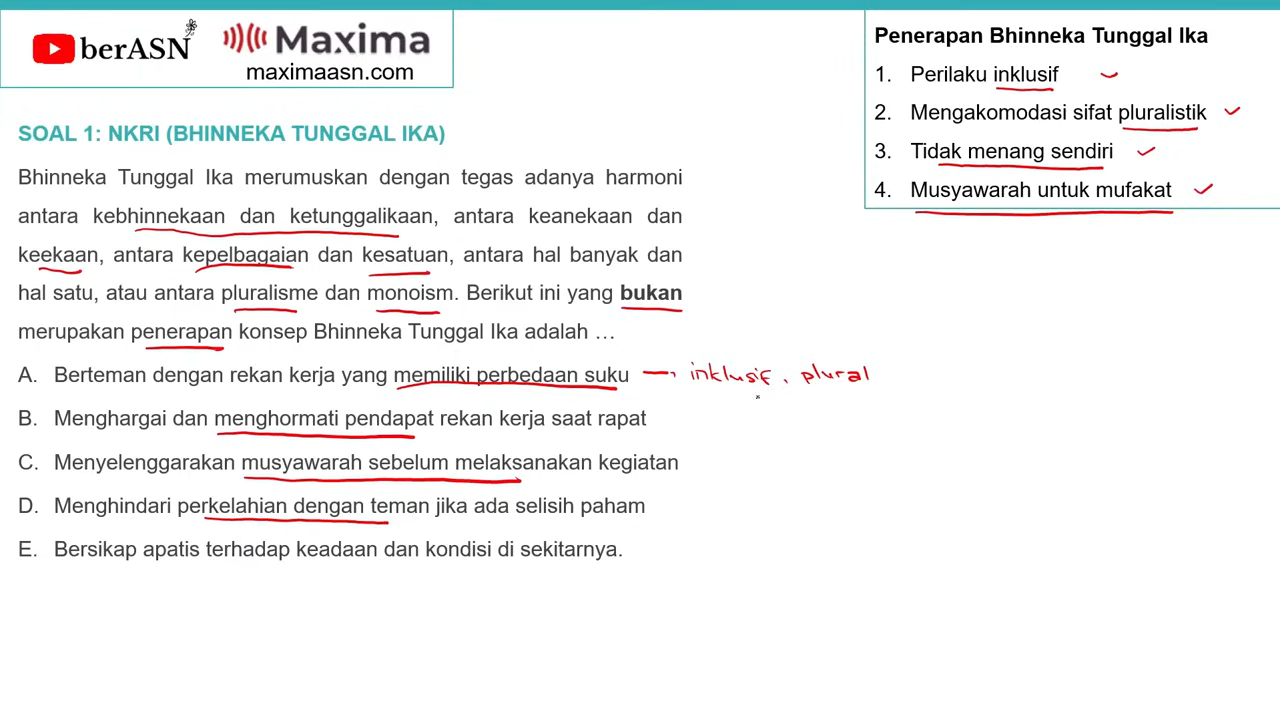 berASN
Maxima
maximaasn.com
Penerapan Bhinneka Tunggal Ika
1. Perilaku inklusif
2. Mengakomodasi sifat pluralistik
3. Tidak menang sendiri
4. Musyawarah untuk mufakat
SOAL 1: NKRI (BHINNEKA TUNGGAL IKA)
Bhinneka Tunggal Ika merumuskan dengan tegas adanya harmoni
antara kebhinnekaan dan ketunggalikaan, antara keanekaan dan
keekaan, antara kepelbagaian dan kesatuan, antara hal banyak dan
hal satu, atau antara pluralisme dan monoism. Berikut ini yang bukan
merupakan penerapan konsep Bhinneka Tunggal Ika adalah …
A. Berteman dengan rekan kerja yang memiliki perbedaan suku → inklusif, plural
B. Menghargai dan menghormati pendapat rekan kerja saat rapat
C. Menyelenggarakan musyawarah sebelum melaksanakan kegiatan
D. Menghindari perkelahian dengan teman jika ada selisih paham
E. Bersikap apatis terhadap keadaan dan kondisi di sekitarnya.